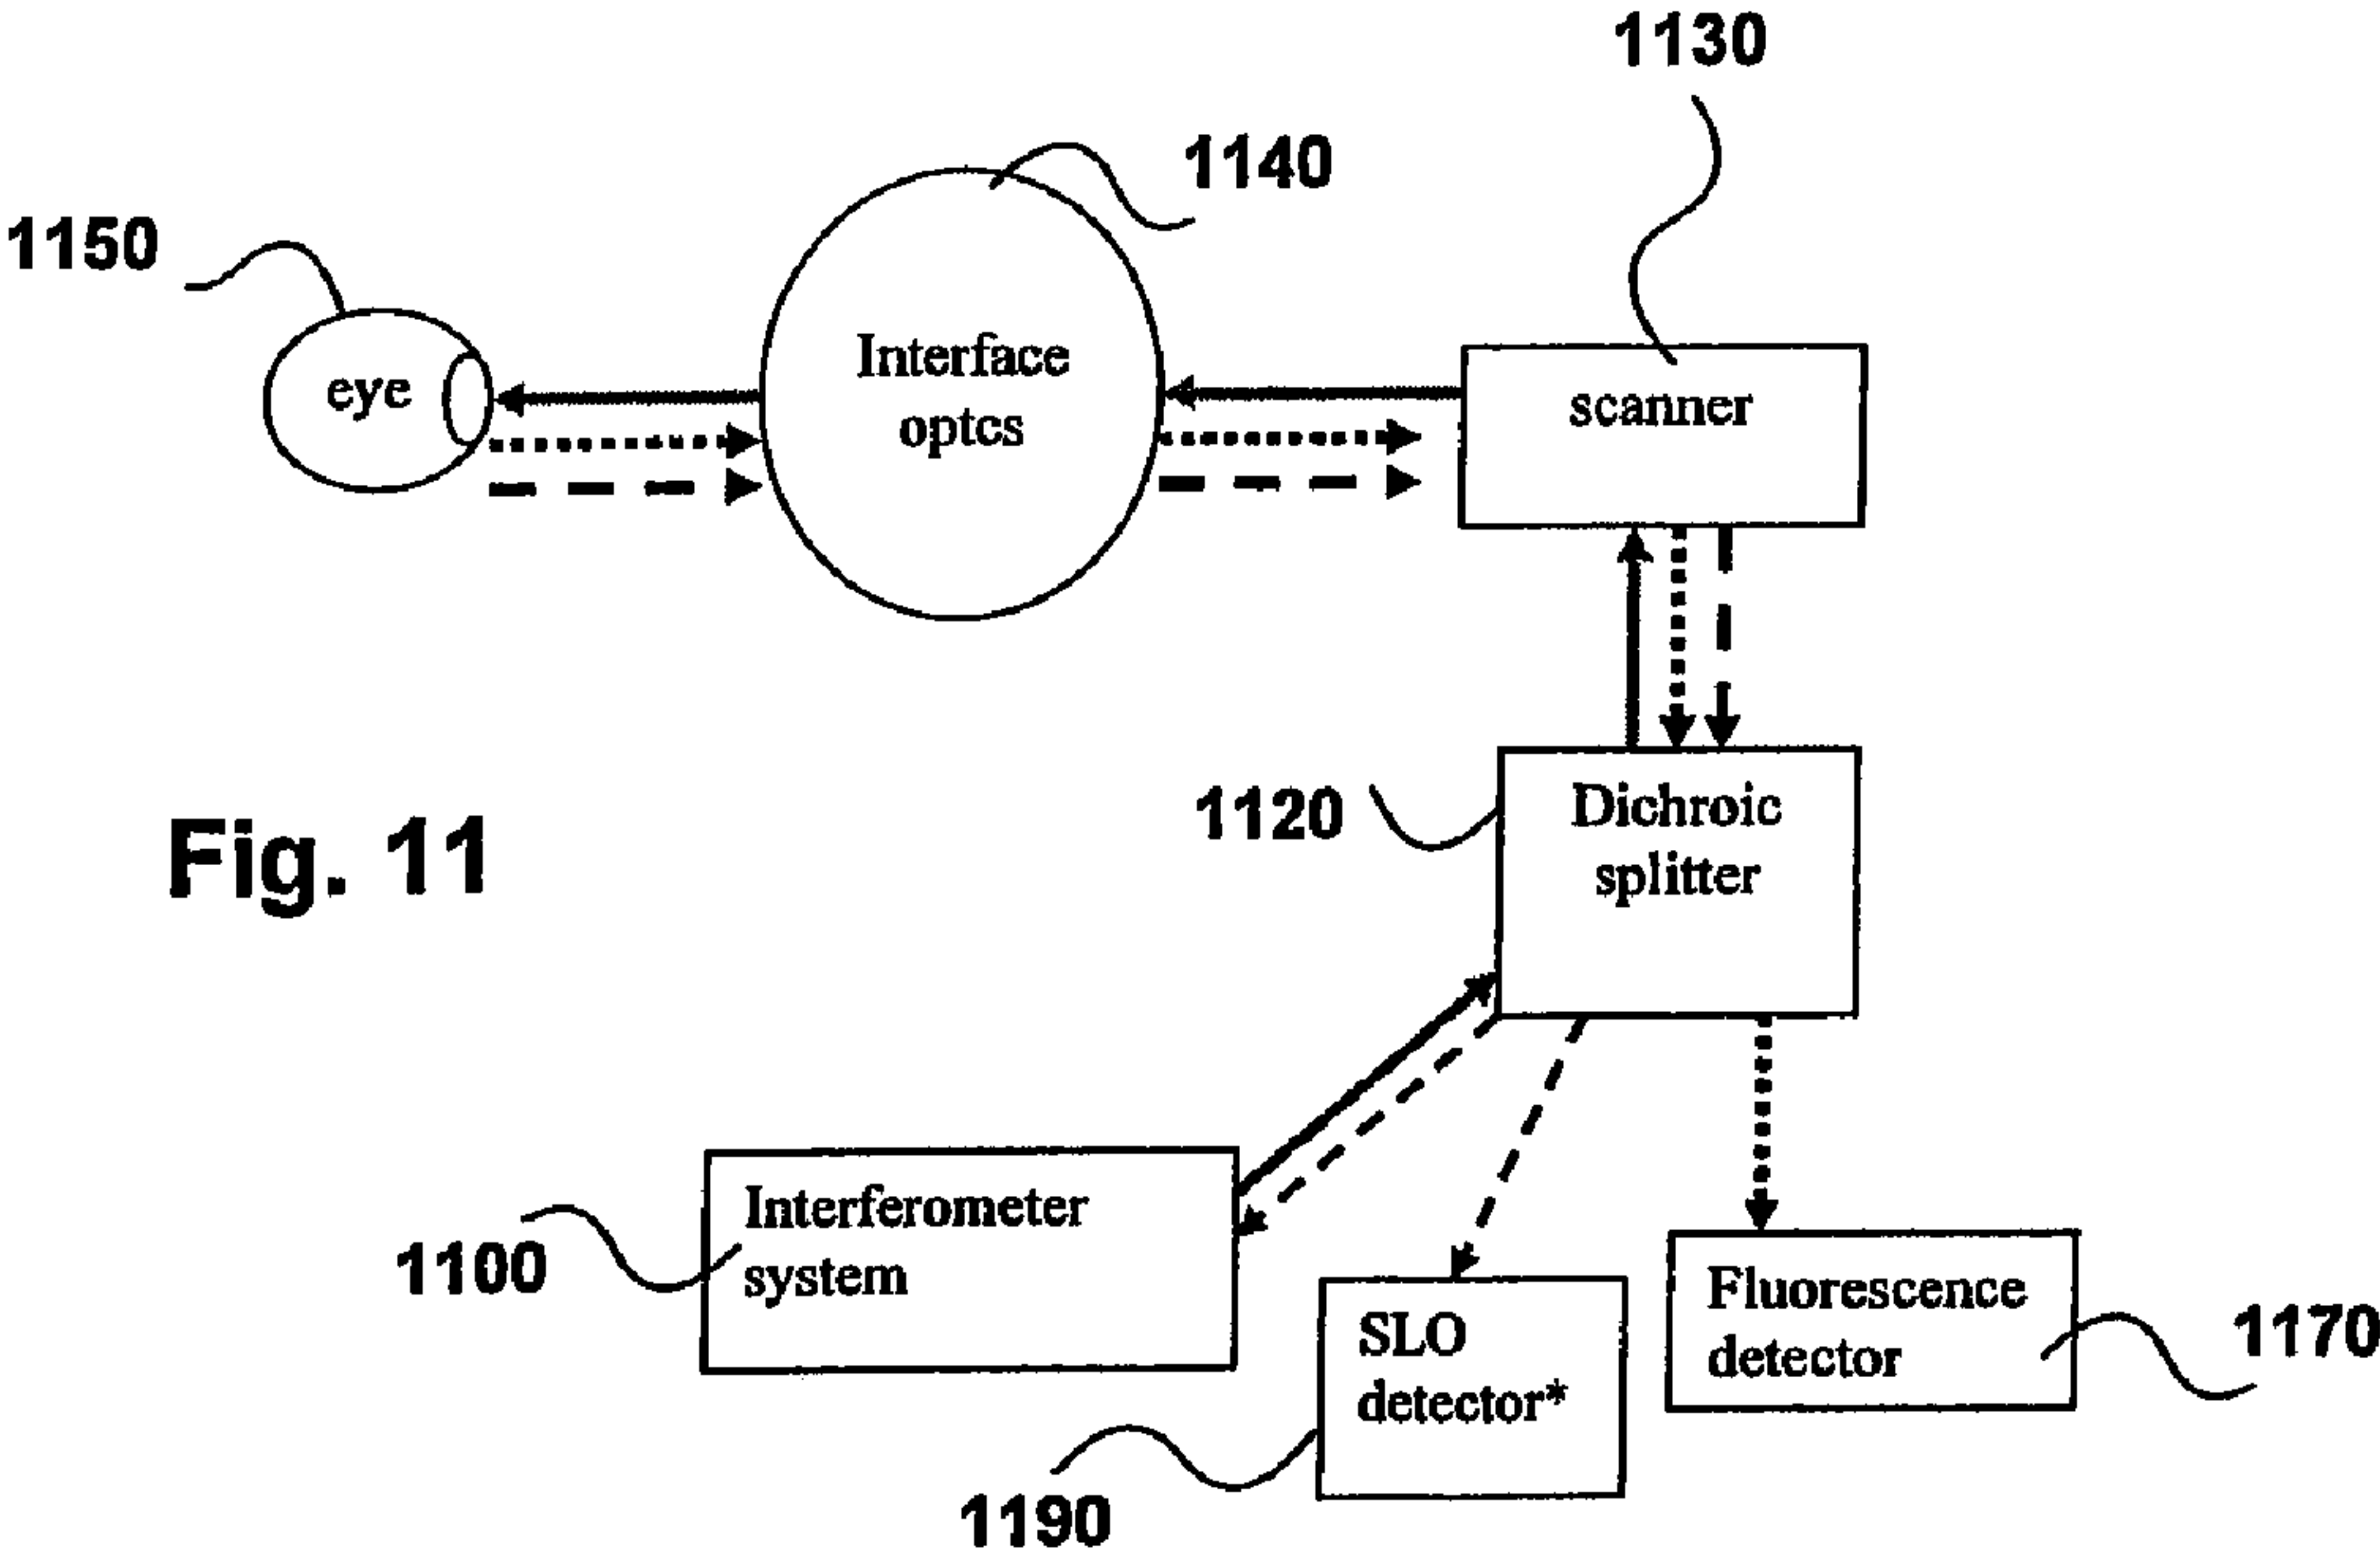 1130
1140
1150
Interface
optcs
eye
scanner
1120
Dichroic
splitter
Fig. 11
Interferometer
system
1100
Fluorescence
detector
1170
SLO
detector*
1190